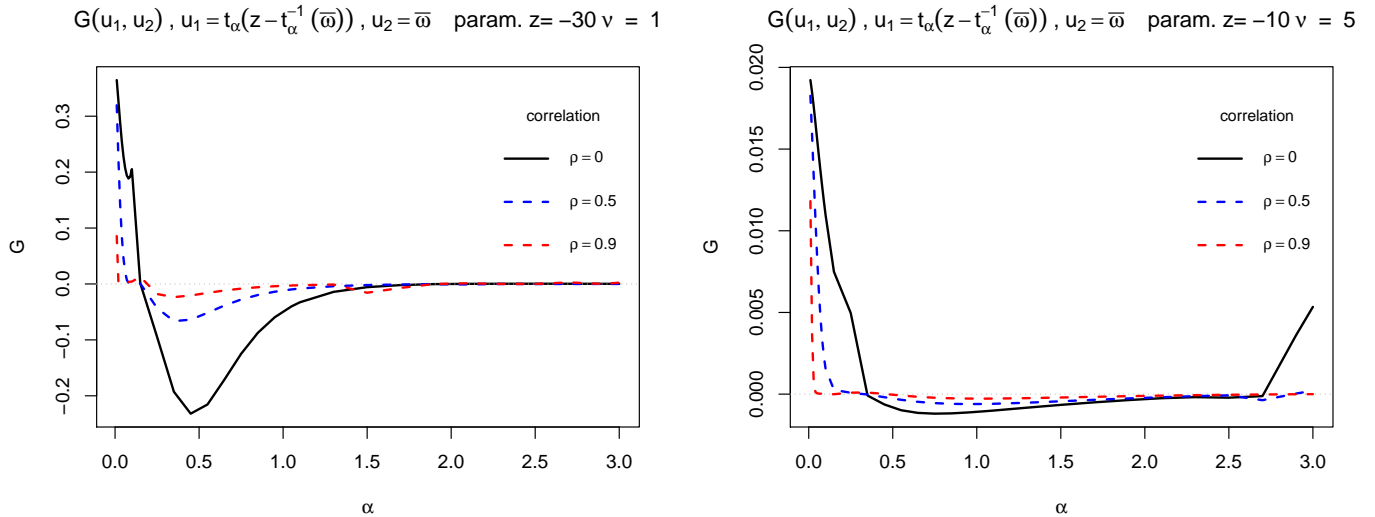 G(u₁, u₂) , u₁ = tα(z − tα⁻¹ (ω̅)) , u₂ = ω̅ param. z= −30 ν = 1
correlation
ρ = 0
ρ = 0.5
ρ = 0.9
G
0.3
0.2
0.1
0.0
−0.1
−0.2
0.0 0.5 1.0 1.5 2.0 2.5 3.0
α
G(u₁, u₂) , u₁ = tα(z − tα⁻¹ (ω̅)) , u₂ = ω̅ param. z= −10 ν = 5
correlation
ρ = 0
ρ = 0.5
ρ = 0.9
G
0.020
0.015
0.010
0.005
0.000
0.0 0.5 1.0 1.5 2.0 2.5 3.0
α